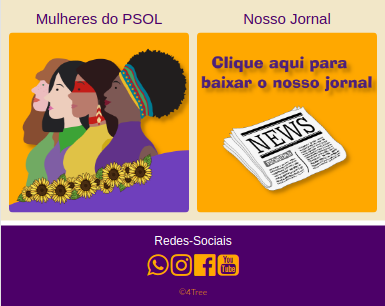 Mulheres do PSOL
Nosso Jornal
Clique aqui para
baixar o nosso jornal
NEWS
Redes-Sociais
You
Tube
©4Tree